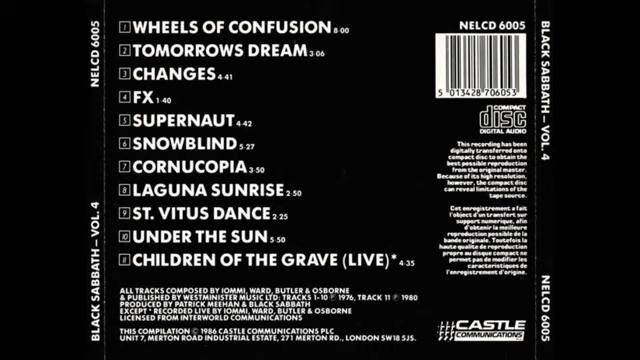 NELCD 6005
BLACK SABBATH – VOL. 4
1 WHEELS OF CONFUSION 8·00
2 TOMORROWS DREAM 3·06
3 CHANGES 4·41
4 FX 1·40
5 SUPERNAUT 4·42
6 SNOWBLIND 5·27
7 CORNUCOPIA 3·50
8 LAGUNA SUNRISE 2·50
9 ST. VITUS DANCE 2·25
10 UNDER THE SUN 5·50
11 CHILDREN OF THE GRAVE (LIVE)* 4·35
ALL TRACKS COMPOSED BY IOMMI, WARD, BUTLER & OSBORNE
& PUBLISHED BY WESTMINISTER MUSIC LTD; TRACKS 1-10 ℗ 1976, TRACK 11 ℗ 1980
PRODUCED BY PATRICK MEEHAN & BLACK SABBATH
EXCEPT * RECORDED LIVE BY IOMMI, WARD, BUTLER & OSBORNE
LICENSED FROM INTERWORLD COMMUNICATIONS
THIS COMPILATION © 1986 CASTLE COMMUNICATIONS PLC
UNIT 7, MERTON ROAD INDUSTRIAL ESTATE, 271 MERTON RD., LONDON SW18 5JS.
NELCD 6005
5 013428 706053
COMPACT
disc
DIGITAL AUDIO
This recording has been
digitally transferred onto
compact disc to obtain the
best possible reproduction
from the original master.
Because of its high resolution,
however, the compact disc
can reveal limitations of the
tape source.
Cet enregistrement a fait
l'object d'un transfert sur
support numerique, afin
d'obtenir la meilleure
reproduction possible de la
bande originale. Toutefois la
haute qualite de reproduction
propre au disque compact ne
permet pas modifier les
caracteristiques de
l'enregistrement d'origine.
CASTLE
COMMUNICATIONS
BLACK SABBATH – VOL. 4
NELCD 6005